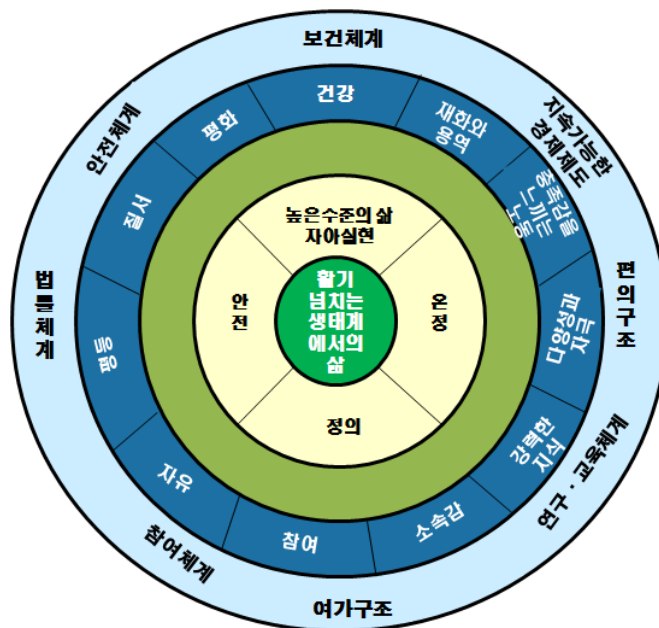 보건체계
지속가능한
경제제도
편의구조
연구·교육체계
여가구조
참여체계
법률체계
안전체계
건강
재화와
용역
충족감을
느끼는
노동
다양성과
자극
강력한
지식
소속감
참여
자유
질서
평화
높은수준의 삶
자아실현
온정
정의
안전
활기
넘치는
생태계
에서의
삶